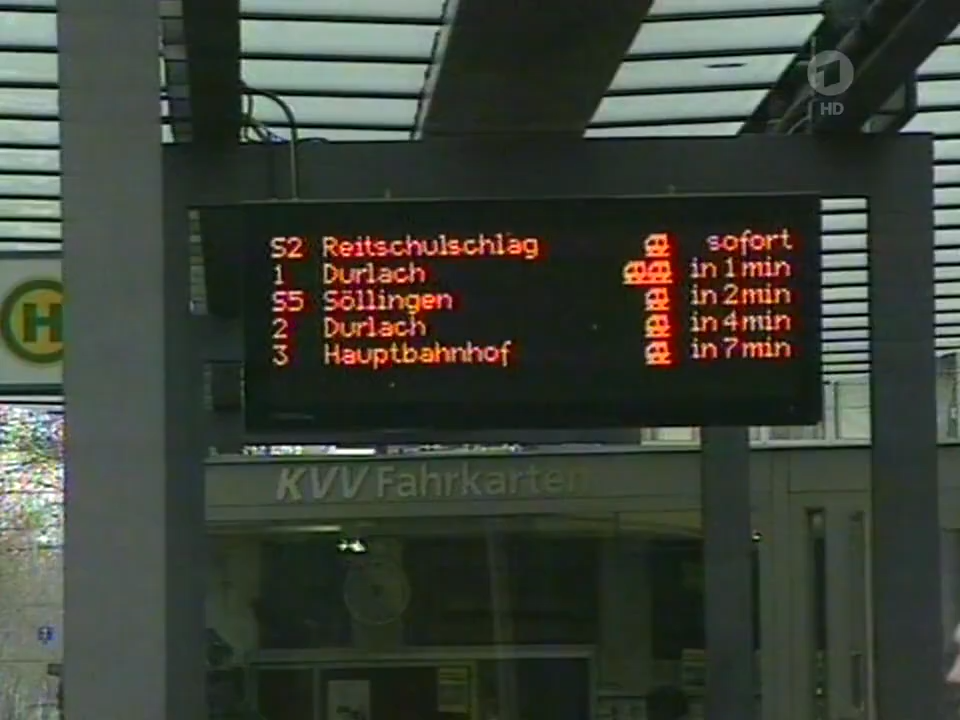 1
HD
S2 Reitschulschlag sofort
1 Durlach in 1 min
S5 Söllingen in 2 min
2 Durlach in 4 min
3 Hauptbahnhof in 7 min
H
KVV Fahrkarten